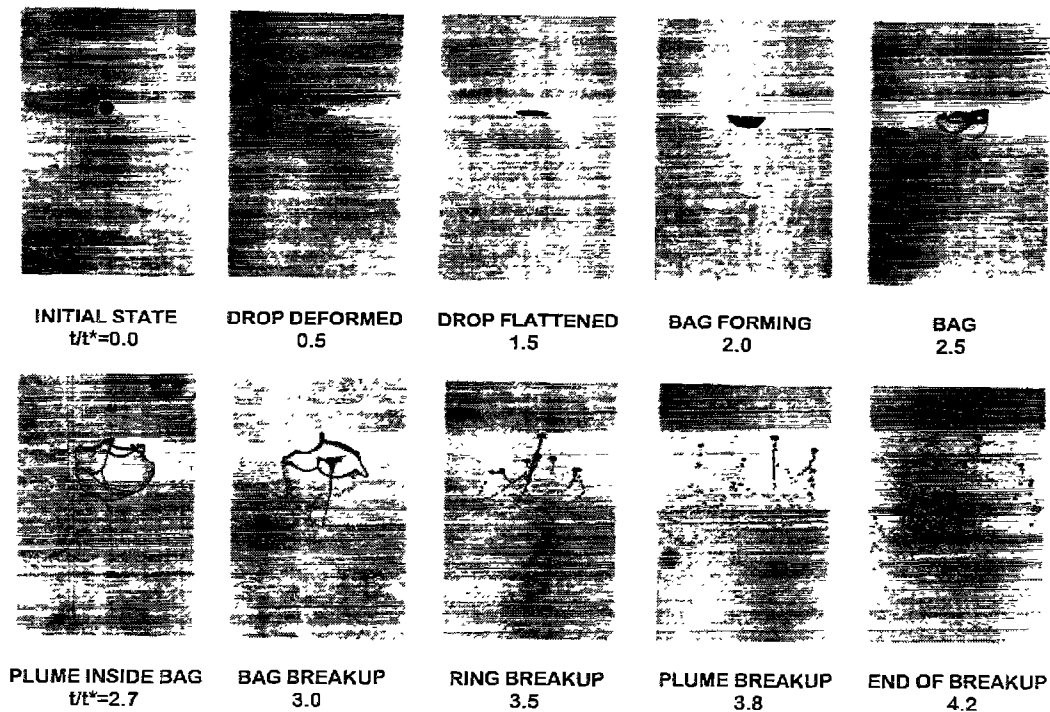 INITIAL STATE
t/t*=0.0
DROP DEFORMED
0.5
DROP FLATTENED
1.5
BAG FORMING
2.0
BAG
2.5
PLUME INSIDE BAG
t/t*=2.7
BAG BREAKUP
3.0
RING BREAKUP
3.5
PLUME BREAKUP
3.8
END OF BREAKUP
4.2